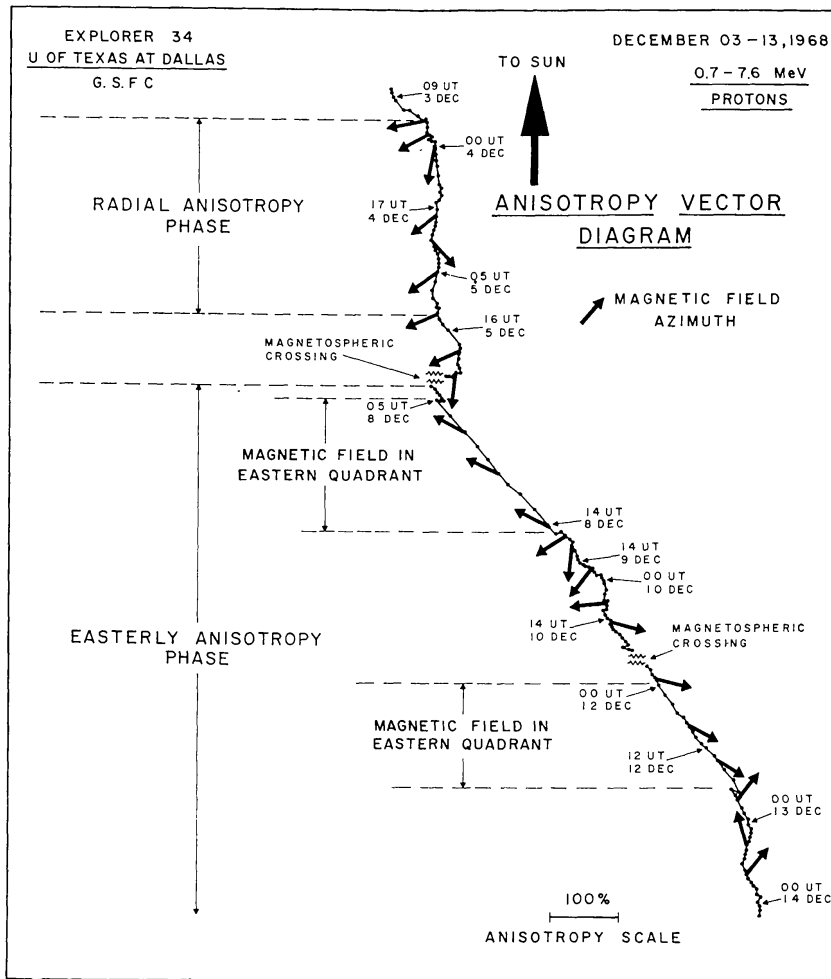 EXPLORER 34
U OF TEXAS AT DALLAS
G.S.F C
DECEMBER 03-13,1968
0.7-7.6 MeV
PROTONS
TO SUN
09 UT
3 DEC
00 UT
4 DEC
RADIAL ANISOTROPY
PHASE
17 UT
4 DEC
ANISOTROPY VECTOR
DIAGRAM
05 UT
5 DEC
MAGNETIC FIELD
AZIMUTH
16 UT
5 DEC
MAGNETOSPHERIC
CROSSING
05 UT
8 DEC
MAGNETIC FIELD IN
EASTERN QUADRANT
14 UT
8 DEC
14 UT
9 DEC
00 UT
10 DEC
14 UT
10 DEC
EASTERLY ANISOTROPY
PHASE
MAGNETOSPHERIC
CROSSING
00 UT
12 DEC
MAGNETIC FIELD IN
EASTERN QUADRANT
12 UT
12 DEC
00 UT
13 DEC
00 UT
14 DEC
100%
ANISOTROPY SCALE